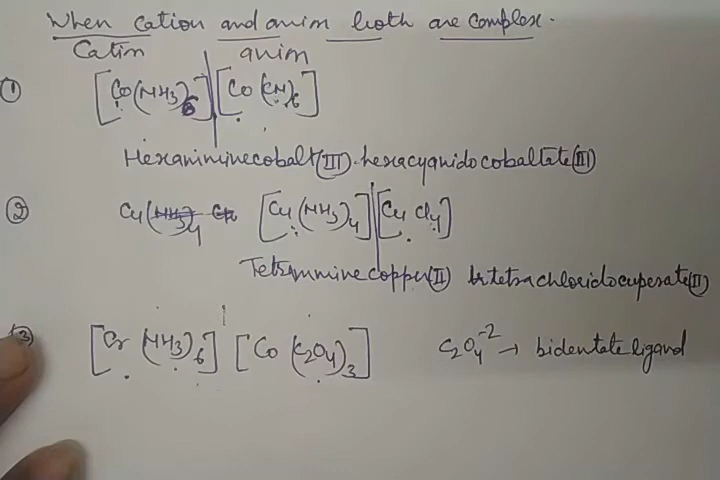 When cation and anion both are complex.
Cation anion
① [Co(NH3)6] [Co(CN)6]
Hexaamminecobalt(III) hexacyanidocobaltate(III)
② [Cu(NH3)4] [CuCl4]
Tetraamminecopper(II) tetrachloridocuperate(II)
(3) [Cr(NH3)6] [Co(C2O4)3] C2O4-2 → bidentate ligand